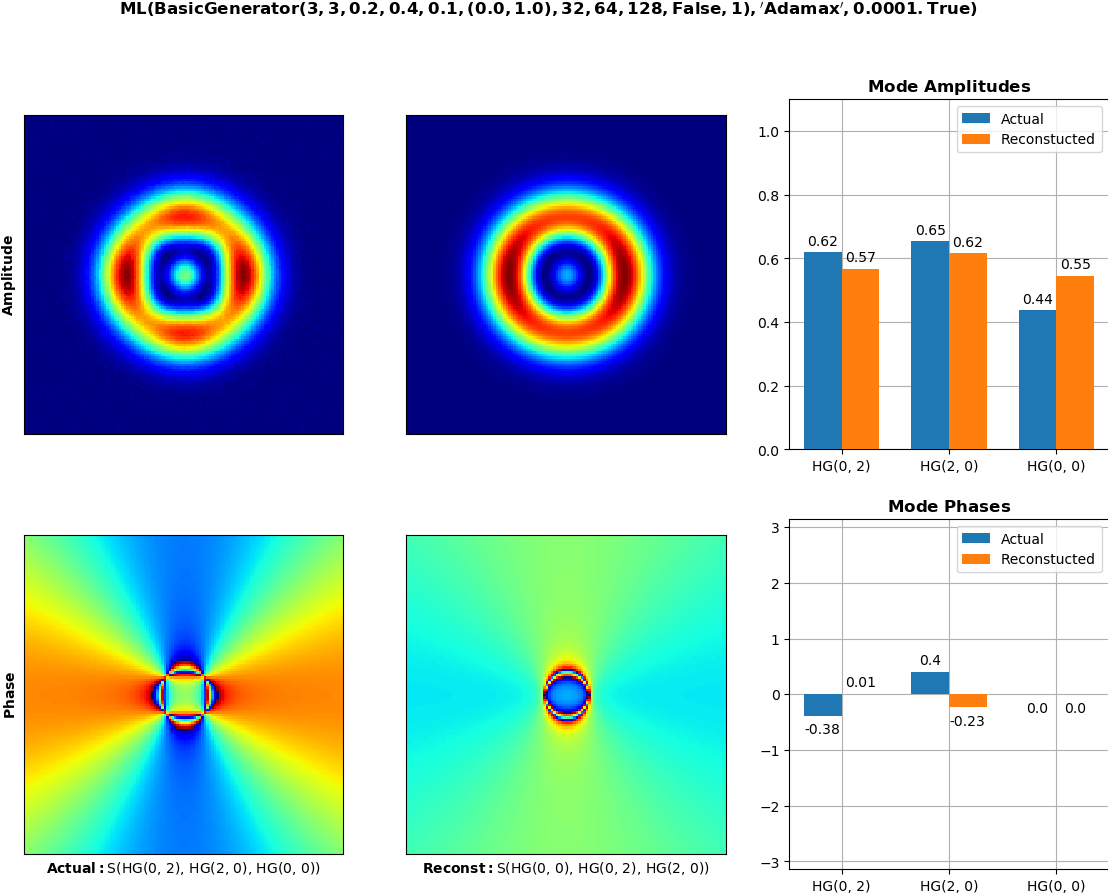 ML(BasicGenerator(3, 3, 0.2, 0.4, 0.1, (0.0, 1.0), 32, 64, 128, False, 1), 'Adamax', 0.0001. True)
Amplitude
Mode Amplitudes
Actual
Reconstucted
1.0
0.8
0.6
0.4
0.2
0.0
0.62
0.57
0.65
0.62
0.44
0.55
HG(0, 2)
HG(2, 0)
HG(0, 0)
Phase
Actual: S(HG(0, 2), HG(2, 0), HG(0, 0))
Reconst: S(HG(0, 0), HG(0, 2), HG(2, 0))
Mode Phases
Actual
Reconstucted
3
2
1
0
−1
−2
−3
-0.38
0.01
0.4
-0.23
0.0
0.0
HG(0, 2)
HG(2, 0)
HG(0, 0)